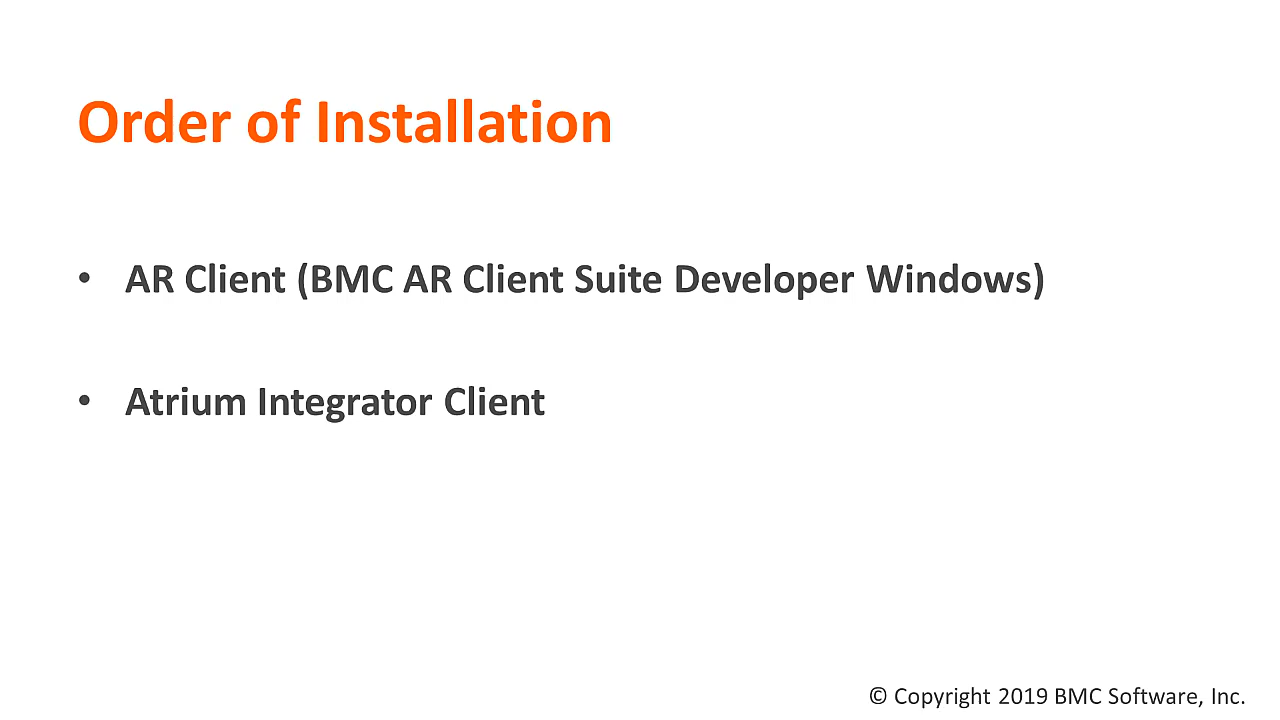 Order of Installation
• AR Client (BMC AR Client Suite Developer Windows)
• Atrium Integrator Client
© Copyright 2019 BMC Software, Inc.